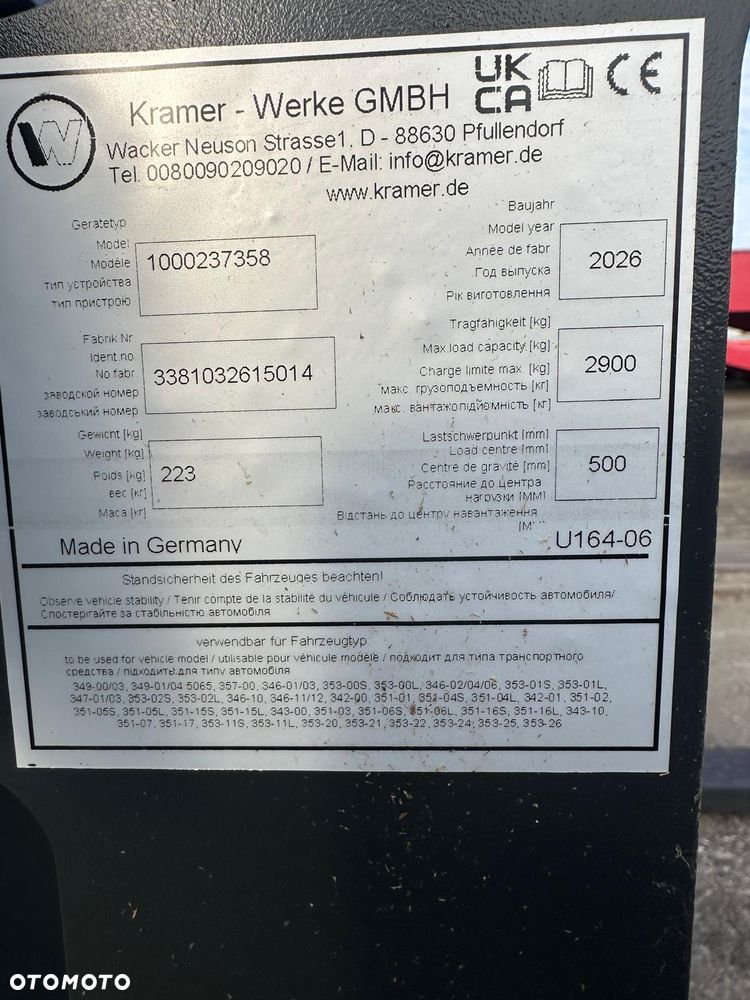 W
Kramer - Werke GMBH
UK
CA
CE
Wacker Neuson Strasse1, D - 88630 Pfullendorf
Tel. 0080090209020 / E-Mail: info@kramer.de
www.kramer.de
Gerätetyp
Model
Modèle
тип устройства
тип пристрою
1000237358
Baujahr
Model year
Année de fabr
Год выпуска
Рік виготовлення
2026
Fabrik Nr
Ident.no
No fabr
заводской номер
заводський номер
3381032615014
Tragfähigkeit [kg]
Max.load capacity [kg]
Charge limite max. [kg]
макс. грузоподъемность [кг]
макс. вантажопідйомність [кг]
2900
Gewicht [kg]
Weight [kg]
Poids [kg]
вес [кг]
Маса [кг]
223
Lastschwerpunkt [mm]
Load centre [mm]
Centre de gravité [mm]
Расстояние до центра
нагрузки [мм]
Відстань до центру навантаження
500
Made in Germany
U164-06
Standsicherheit des Fahrzeuges beachten!
Observe vehicle stability / Tenir compte de la stabilité du véhicule / Соблюдать устойчивость автомобиля/
Спостерігайте за стабільністю автомобіля
verwendbar für Fahrzeugtyp
to be used for vehicle model / utilisable pour véhicule modèle / подходит для типа транспортного
средства / підходить для типу автомобіля
349-00/03, 349-01/04 5065, 357-00, 346-01/03, 353-00S, 353-00L, 346-02/04/06, 353-01S, 353-01L,
347-01/03, 353-02S, 353-02L, 346-10, 346-11/12, 342-00, 351-01, 351-04S, 351-04L, 342-01, 351-02,
351-05S, 351-05L, 351-15S, 351-15L, 343-00, 351-03, 351-06S, 351-06L, 351-16S, 351-16L, 343-10,
351-07, 351-17, 353-11S, 353-11L, 353-20, 353-21, 353-22, 353-24, 353-25, 353-26
OTOMOTO